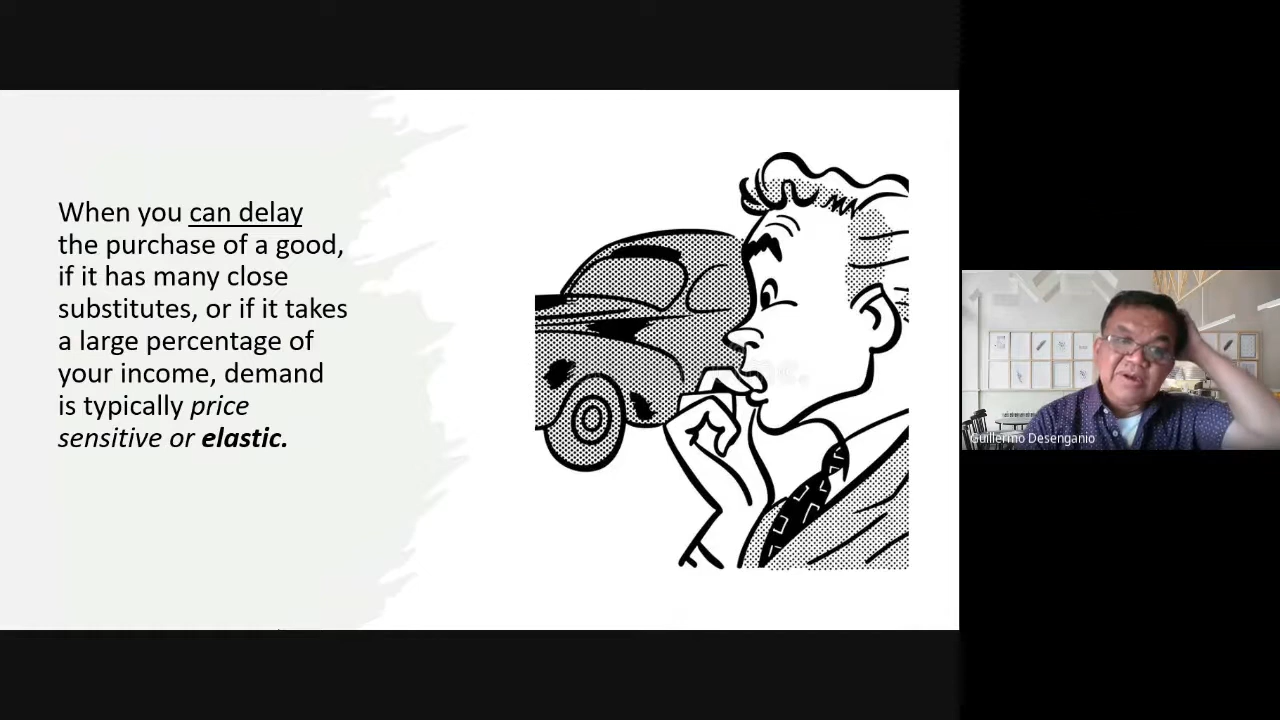 When you can delay
the purchase of a good,
if it has many close
substitutes, or if it takes
a large percentage of
your income, demand
is typically price
sensitive or elastic.
Guillermo Desenganio